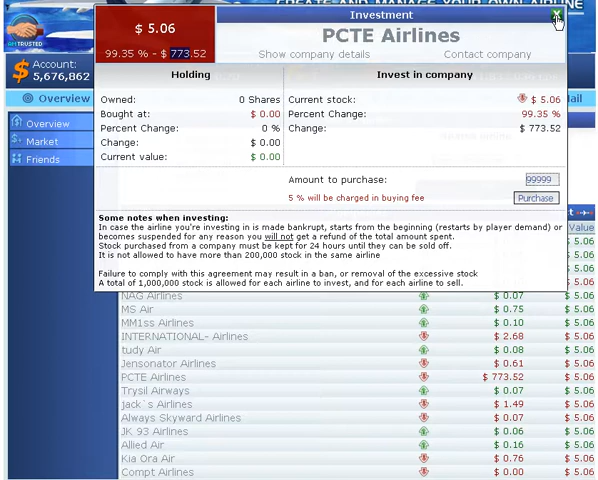 CREATE AND MANAGE YOUR OWN AIRLINE
Investment
X
$ 5.06
99.35 % - $ 773.52
PCTE Airlines
Show company details
Contact company
TRUSTED
Account:
$ 5,676,862
Holding
Invest in company
Overview
Mail
Owned: 0 Shares
Bought at: $ 0.00
Percent Change: 0 %
Change: $ 0.00
Current value: $ 0.00
Current stock: $ 5.06
Percent Change: 99.35 %
Change: $ 773.52
Overview
Market
Friends
Amount to purchase: 99999
5 % will be charged in buying fee
Purchase
Some notes when investing:
In case the airline you're investing in is made bankrupt, starts from the beginning (restarts by player demand) or
becomes suspended for any reason you will not get a refund of the total amount spent.
Stock purchased from a company must be kept for 24 hours until they can be sold off.
It is not allowed to have more than 200,000 stock in the same airline
Failure to comply with this agreement may result in a ban, or removal of the excessive stock
A total of 1,000,000 stock is allowed for each airline to invest, and for each airline to sell.
Value
$ 5.06
$ 5.06
$ 5.06
$ 5.06
NAG Airlines $ 0.07 $ 5.06
MS Air $ 0.75 $ 5.06
MM1ss Airlines $ 0.10 $ 5.06
INTERNATIONAL- Airlines $ 2.68 $ 5.06
tudy Air $ 0.08 $ 5.06
Jensonator Airlines $ 0.61 $ 5.06
PCTE Airlines $ 773.52 $ 5.06
Trysil Airways $ 0.07 $ 5.06
jack`s Airlines $ 1.49 $ 5.06
Always Skyward Airlines $ 0.07 $ 5.06
JK 93 Airlines $ 0.06 $ 5.06
Allied Air $ 0.16 $ 5.06
Kia Ora Air $ 0.76 $ 5.06
Compt Airlines $ 0.00 $ 5.06